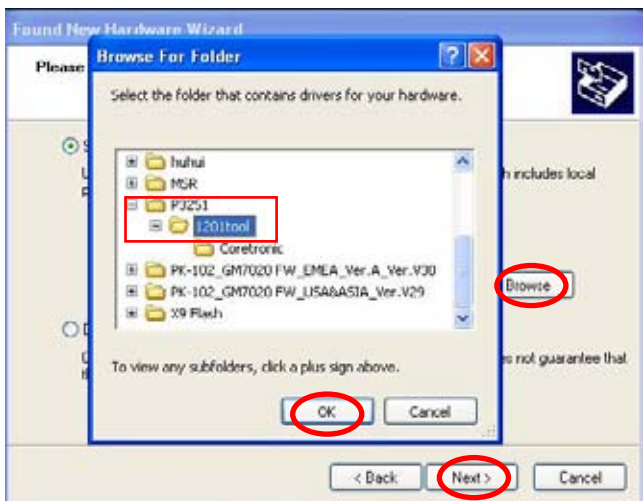 Found New Hardware Wizard
Please
Browse For Folder
Select the folder that contains drivers for your hardware.
huhui
MSR
P3251
1201tool
Coretronic
PK-102_GM7020 FW_EMEA_Ver.A_Ver.V30
PK-102_GM7020 FW_USA&ASIA_Ver.V29
X9 Flash
To view any subfolders, click a plus sign above.
OK
Cancel
h includes local
Browse
es not guarantee that
< Back
Next >
Cancel